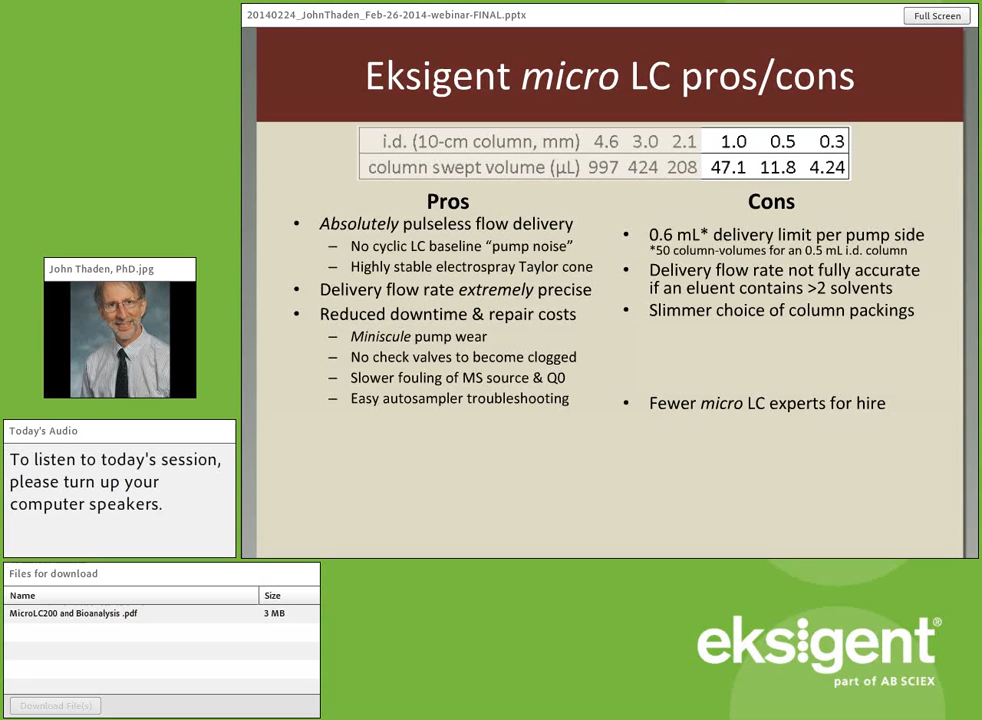 20140224_JohnThaden_Feb-26-2014-webinar-FINAL.pptx
Full Screen
Eksigent micro LC pros/cons
i.d. (10-cm column, mm) 4.6 3.0 2.1 1.0 0.5 0.3
column swept volume (µL) 997 424 208 47.1 11.8 4.24
Pros
• Absolutely pulseless flow delivery
– No cyclic LC baseline “pump noise”
– Highly stable electrospray Taylor cone
• Delivery flow rate extremely precise
• Reduced downtime & repair costs
– Miniscule pump wear
– No check valves to become clogged
– Slower fouling of MS source & Q0
– Easy autosampler troubleshooting
Cons
• 0.6 mL* delivery limit per pump side
*50 column-volumes for an 0.5 mL i.d. column
• Delivery flow rate not fully accurate
if an eluent contains >2 solvents
• Slimmer choice of column packings
• Fewer micro LC experts for hire
John Thaden, PhD.jpg
Today's Audio
To listen to today's session,
please turn up your
computer speakers.
Files for download
Name Size
MicroLC200 and Bioanalysis .pdf 3 MB
Download File(s)
eksigent®
part of AB SCIEX